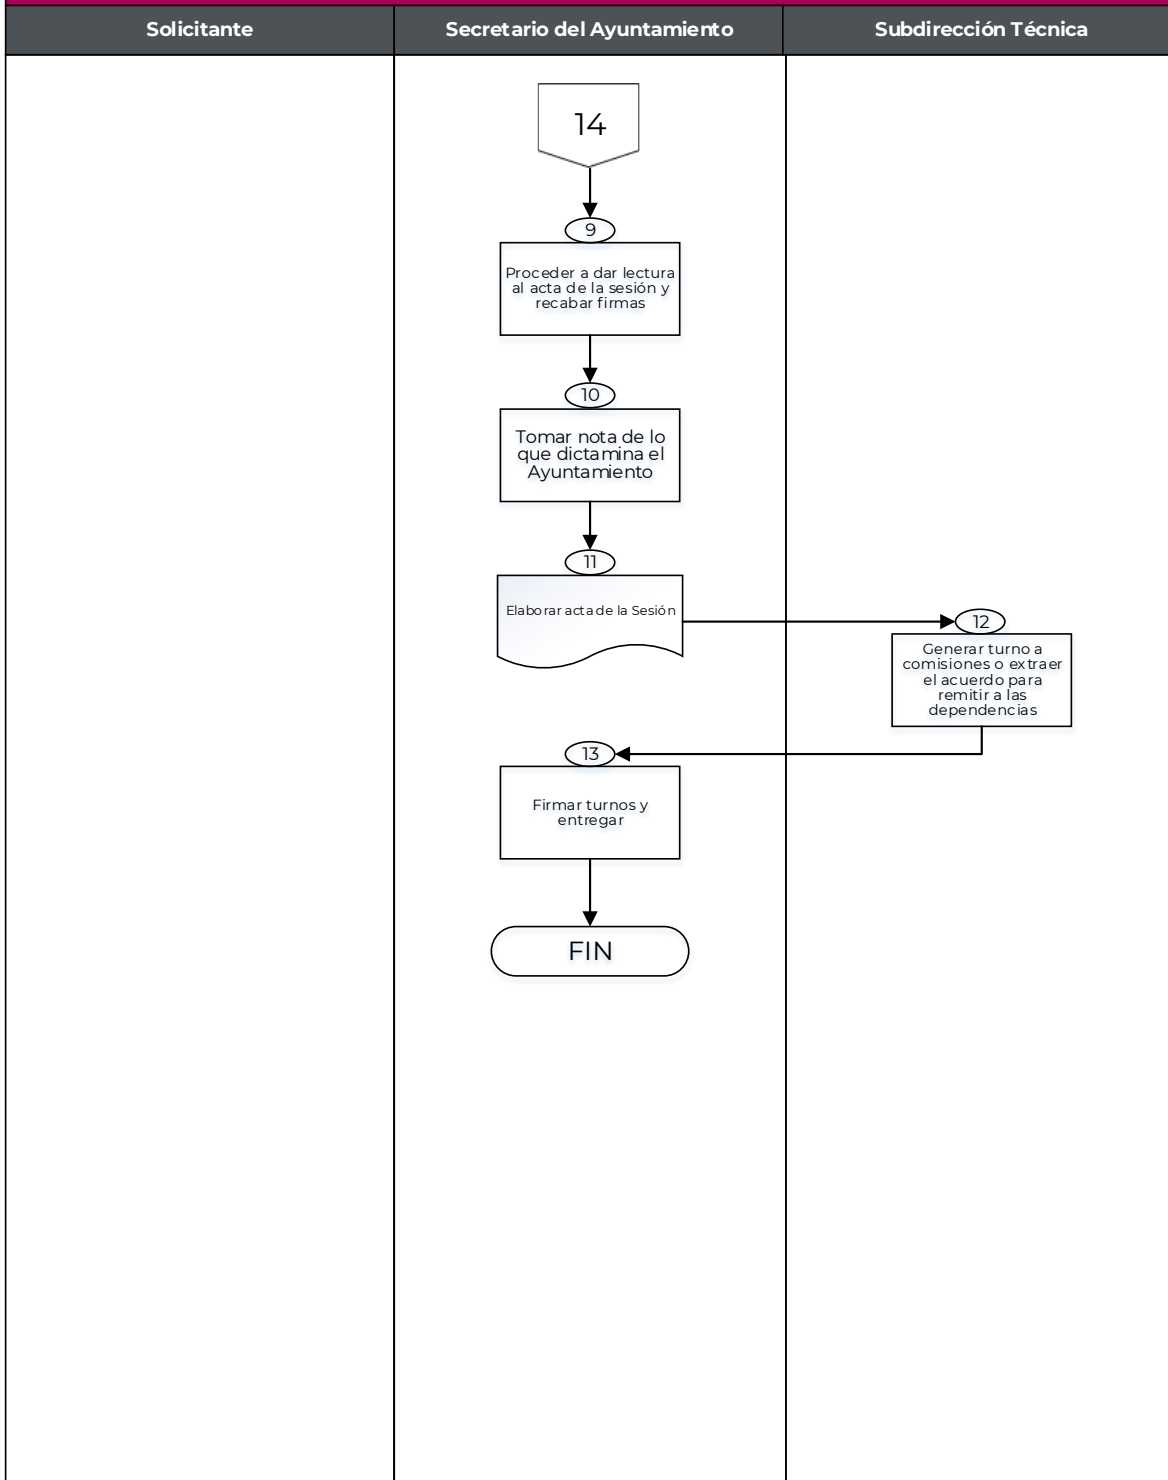 Solicitante
Secretario del Ayuntamiento
Subdirección Técnica
14
9
Proceder a dar lectura
al acta de la sesión y
recabar firmas
10
Tomar nota de lo
que dictamina el
Ayuntamiento
11
Elaborar acta de la Sesión
12
Generar turno a
comisiones o extraer
el acuerdo para
remitir a las
dependencias
13
Firmar turnos y
entregar
FIN